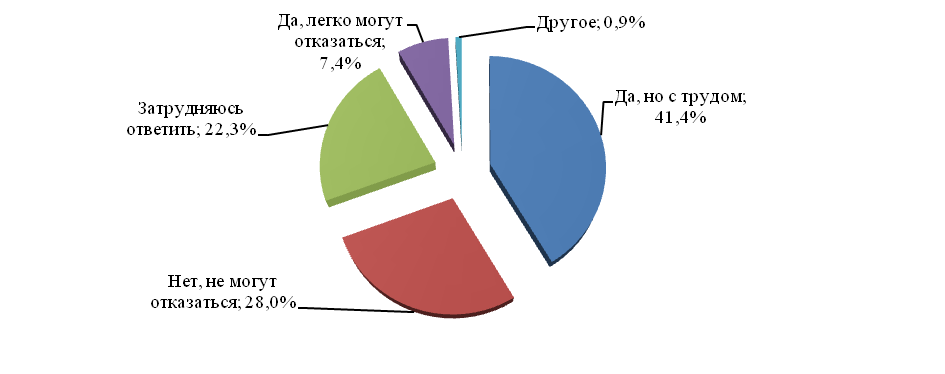 Да, легко могут
отказаться;
7,4%
Другое; 0,9%
Да, но с трудом;
41,4%
Затрудняюсь
ответить; 22,3%
Нет, не могут
отказаться; 28,0%